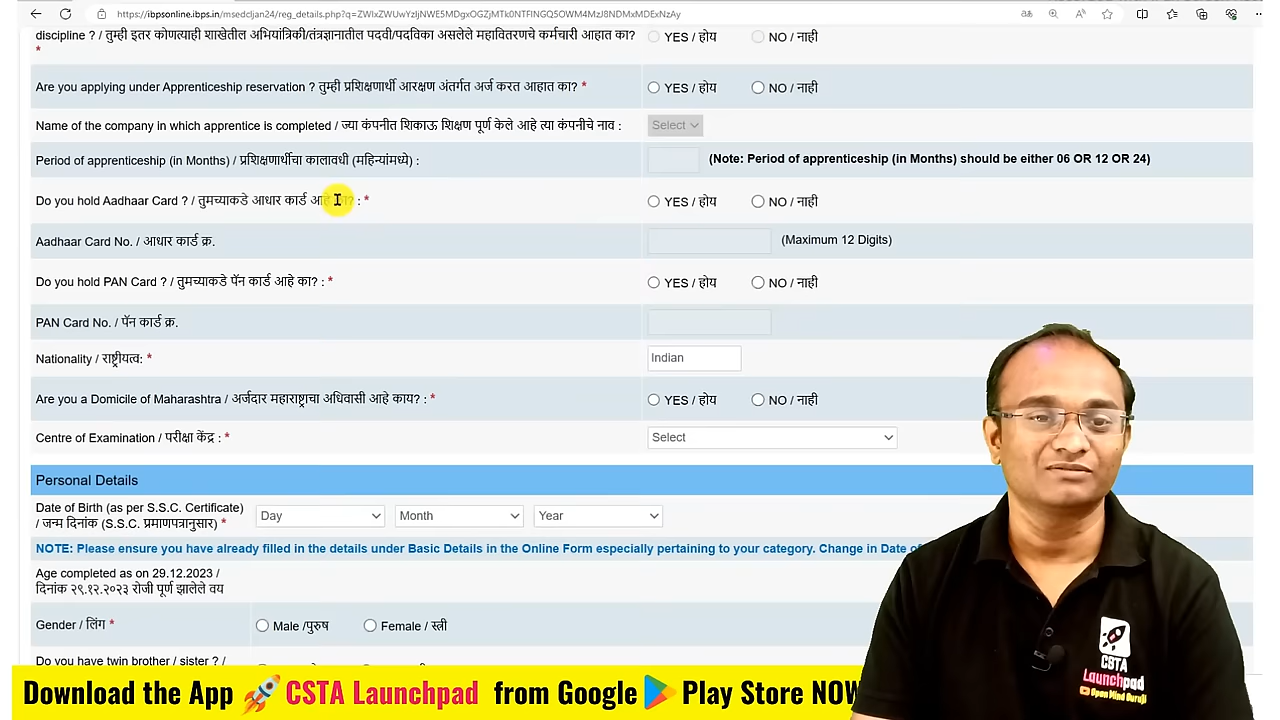 https://ibpsonline.ibps.in/msedcljan24/reg_details.php?q=
discipline ? / तुम्ही इतर कोणत्याही शाखेतील अभियांत्रिकी/तंत्रज्ञानातील पदवी/पदविका असलेले महावितरणचे कर्मचारी आहात का?
*
YES / होय NO / नाही
Are you applying under Apprenticeship reservation ? तुम्ही प्रशिक्षणार्थी आरक्षण अंतर्गत अर्ज करत आहात का? *
YES / होय NO / नाही
Name of the company in which apprentice is completed / ज्या कंपनीत शिकाऊ शिक्षण पूर्ण केले आहे त्या कंपनीचे नाव :
Select
Period of apprenticeship (in Months) / प्रशिक्षणार्थीचा कालावधी (महिन्यांमध्ये) :
(Note: Period of apprenticeship (in Months) should be either 06 OR 12 OR 24)
Do you hold Aadhaar Card ? / तुमच्याकडे आधार कार्ड आहे का? : *
YES / होय NO / नाही
Aadhaar Card No. / आधार कार्ड क्र.
(Maximum 12 Digits)
Do you hold PAN Card ? / तुमच्याकडे पॅन कार्ड आहे का? : *
YES / होय NO / नाही
PAN Card No. / पॅन कार्ड क्र.
Nationality / राष्ट्रीयत्व: *
Indian
Are you a Domicile of Maharashtra / अर्जदार महाराष्ट्राचा अधिवासी आहे काय? : *
YES / होय NO / नाही
Centre of Examination / परीक्षा केंद्र : *
Select
Personal Details
Date of Birth (as per S.S.C. Certificate)
/ जन्म दिनांक (S.S.C. प्रमाणपत्रानुसार) *
Day Month Year
NOTE: Please ensure you have already filled in the details under Basic Details in the Online Form especially pertaining to your category. Change in Date
Age completed as on 29.12.2023 /
दिनांक २९.१२.२०२३ रोजी पूर्ण झालेले वय
Gender / लिंग *
Male /पुरुष Female / स्त्री
Do you have twin brother / sister ? /
Download the App CSTA Launchpad from Google Play Store NOW
CSTA
Launchpad
Open Mind Guruji